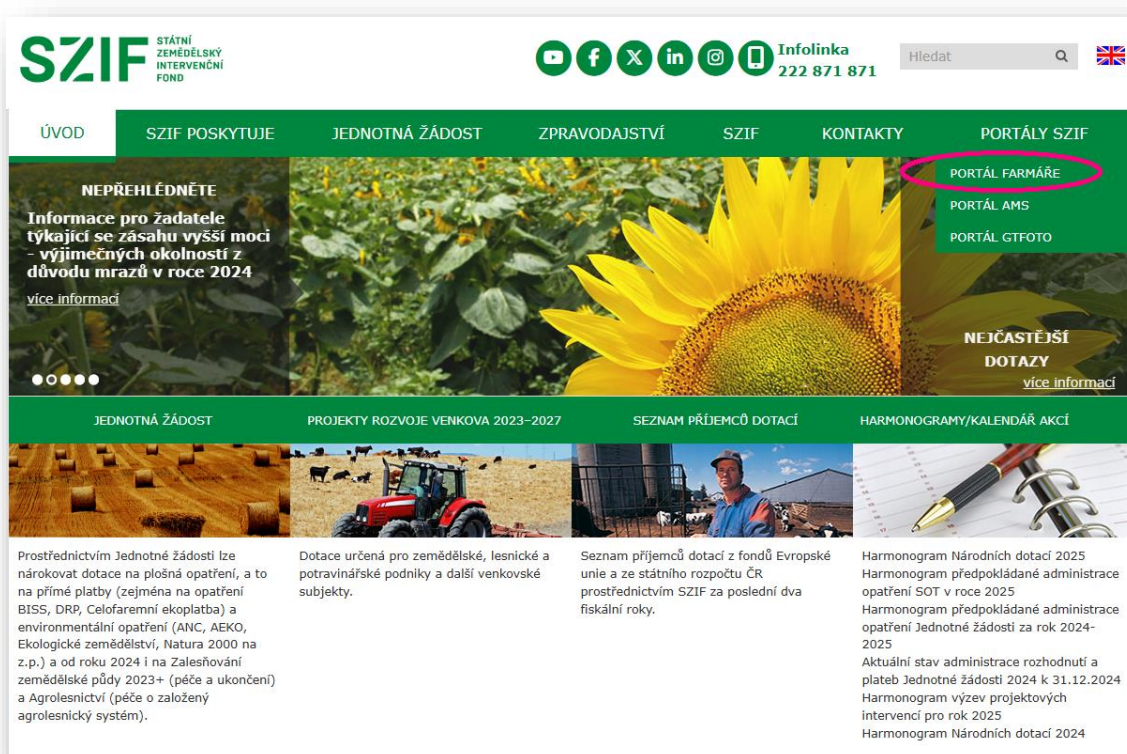 SZIF
STÁTNÍ
ZEMĚDĚLSKÝ
INTERVENČNÍ
FOND
Infolinka
222 871 871
Hledat
ÚVOD
SZIF POSKYTUJE
JEDNOTNÁ ŽÁDOST
ZPRAVODAJSTVÍ
SZIF
KONTAKTY
PORTÁLY SZIF
PORTÁL FARMÁŘE
PORTÁL AMS
PORTÁL GTFOTO
NEPŘEHLÉDNĚTE
Informace pro žadatele
týkající se zásahu vyšší moci
- výjimečných okolností z
důvodu mrazů v roce 2024
více informací
NEJČASTĚJŠÍ
DOTAZY
více informací
JEDNOTNÁ ŽÁDOST
PROJEKTY ROZVOJE VENKOVA 2023–2027
SEZNAM PŘÍJEMCŮ DOTACÍ
HARMONOGRAMY/KALENDÁŘ AKCÍ
Prostřednictvím Jednotné žádosti lze
nárokovat dotace na plošná opatření, a to
na přímé platby (zejména na opatření
BISS, DRP, Celofaremní ekoplatba) a
environmentální opatření (ANC, AEKO,
Ekologické zemědělství, Natura 2000 na
z.p.) a od roku 2024 i na Zalesňování
zemědělské půdy 2023+ (péče a ukončení)
a Agrolesnictví (péče o založený
agrolesnický systém).
Dotace určená pro zemědělské, lesnické a
potravinářské podniky a další venkovské
subjekty.
Seznam příjemců dotací z fondů Evropské
unie a ze státního rozpočtu ČR
prostřednictvím SZIF za poslední dva
fiskální roky.
Harmonogram Národních dotací 2025
Harmonogram předpokládané administrace
opatření SOT v roce 2025
Harmonogram předpokládané administrace
opatření Jednotné žádosti za rok 2024-
2025
Aktuální stav administrace rozhodnutí a
plateb Jednotné žádosti 2024 k 31.12.2024
Harmonogram výzev projektových
intervencí pro rok 2025
Harmonogram Národních dotací 2024